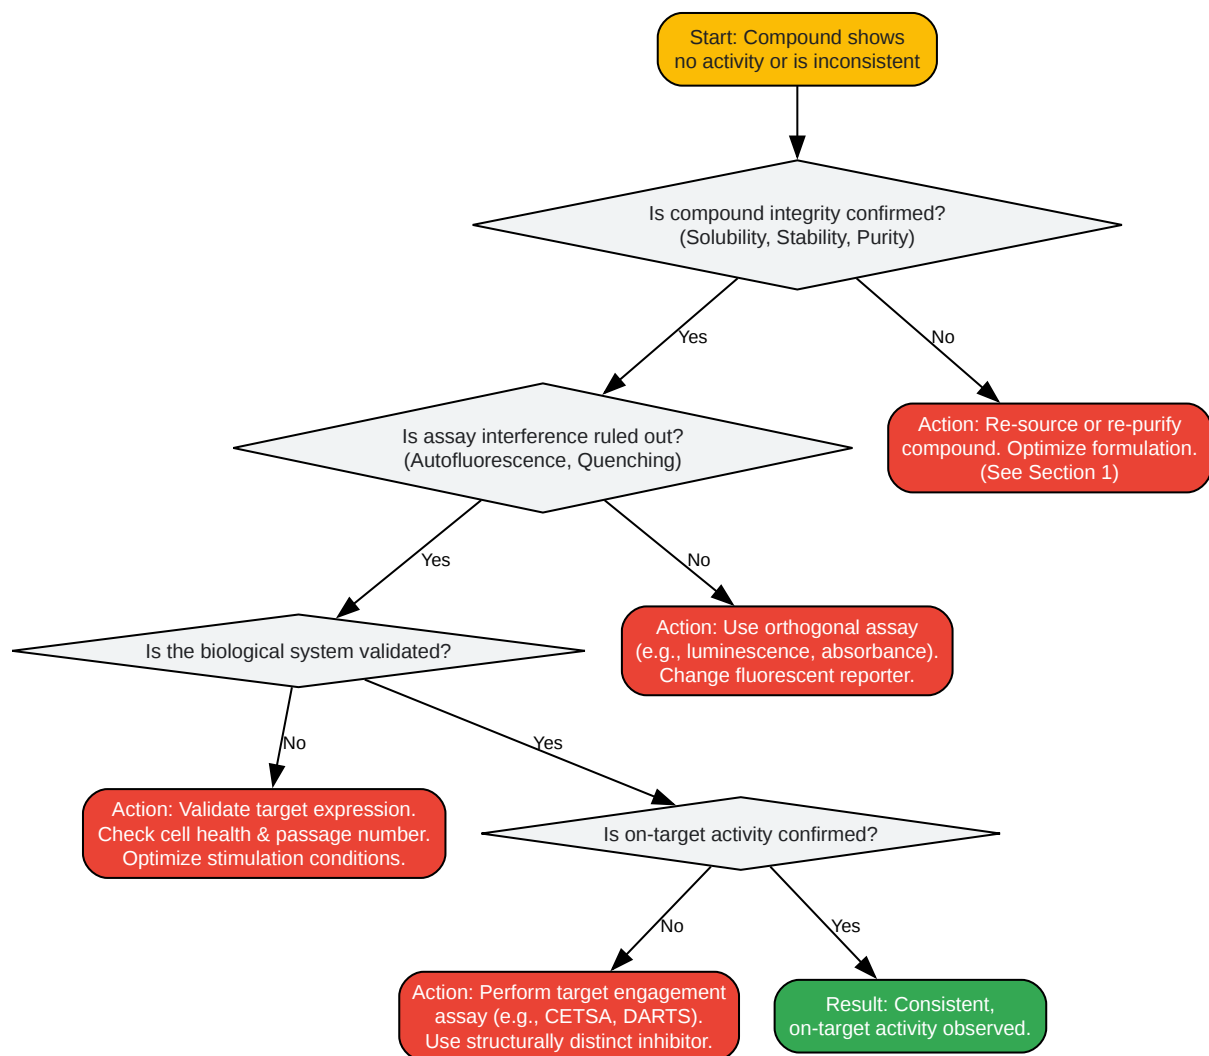 Start: Compound shows
no activity or is inconsistent
Is compound integrity confirmed?
(Solubility, Stability, Purity)
Yes
No
Is assay interference ruled out?
(Autofluorescence, Quenching)
Action: Re-source or re-purify
compound. Optimize formulation.
(See Section 1)
Yes
No
Is the biological system validated?
Action: Use orthogonal assay
(e.g., luminescence, absorbance).
Change fluorescent reporter.
No
Yes
Action: Validate target expression.
Check cell health & passage number.
Optimize stimulation conditions.
Is on-target activity confirmed?
No
Yes
Action: Perform target engagement
assay (e.g., CETSA, DARTS).
Use structurally distinct inhibitor.
Result: Consistent,
on-target activity observed.